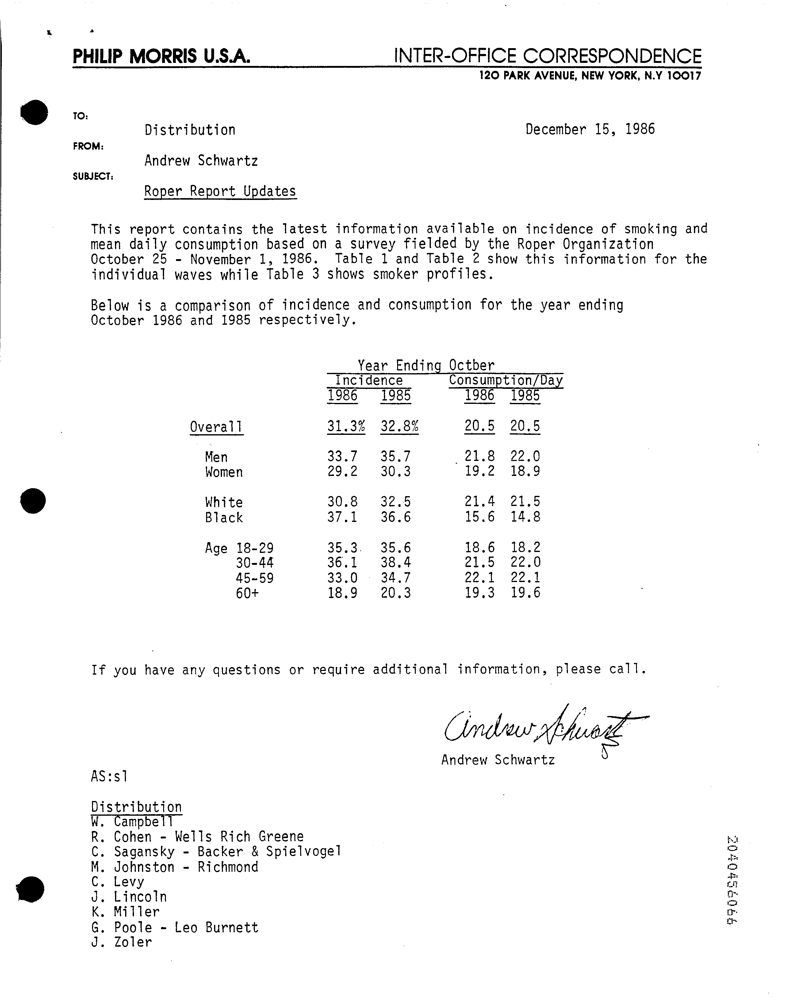 PHILIP MORRIS U.S.A. INTER-OFFICE CORRESPONDENCE
120 PARK AVENUE, NEW YORK, N.Y 10017
TO:
Distribution December 15, 1986
FROM:
Andrew Schwartz
SUBJECT:
Roper Report Updates
This report contains the latest information available on incidence of smoking and
mean daily consumption based on a survey fielded by the Roper Organization
October 25 - November 1, 1986. Table 1 and Table 2 show this information for the
individual waves while Table 3 shows smoker profiles.
Below is a comparison of incidence and consumption for the year ending
October 1986 and 1985 respectively.
Year Ending Octber
Incidence Consumption/Day
1986 1985 1986 1985
Overall 31.3% 32.8% 20.5 20.5
Men 33.7 35.7 21.8 22.0
Women 29.2 30.3 19.2 18.9
White 30.8 32.5 21.4 21.5
Black 37.1 36.6 15.6 14.8
Age 18-29 35.3 35.6 18.6 18.2
30-44 36.1 38.4 21.5 22.0
45-59 33.0 34.7 22.1 22.1
60+ 18.9 20.3 19.3 19.6
If you have any questions or require additional information, please call.
Andrew Schwartz
Andrew Schwartz
AS:sl
Distribution
W. Campbell
R. Cohen - Wells Rich Greene
C. Sagansky - Backer & Spielvogel
M. Johnston - Richmond
C. Levy
J. Lincoln
K. Miller
G. Poole - Leo Burnett
J. Zoler
2040456066